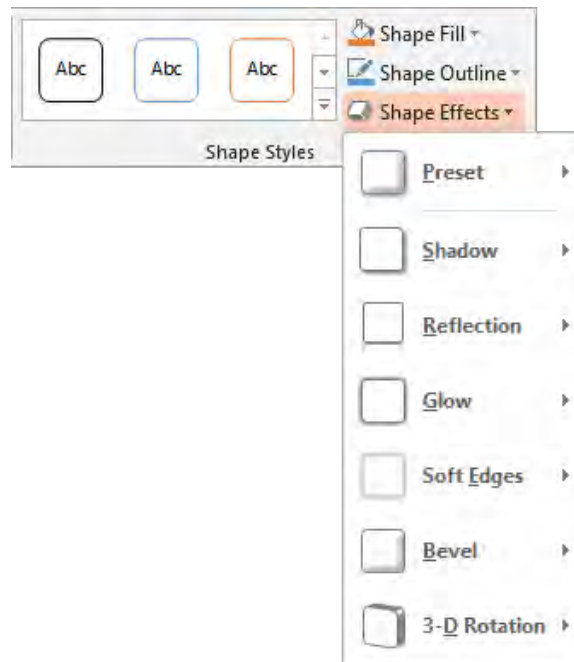 Abc Abc Abc
Shape Fill
Shape Outline
Shape Effects
Shape Styles
Preset
Shadow
Reflection
Glow
Soft Edges
Bevel
3-D Rotation